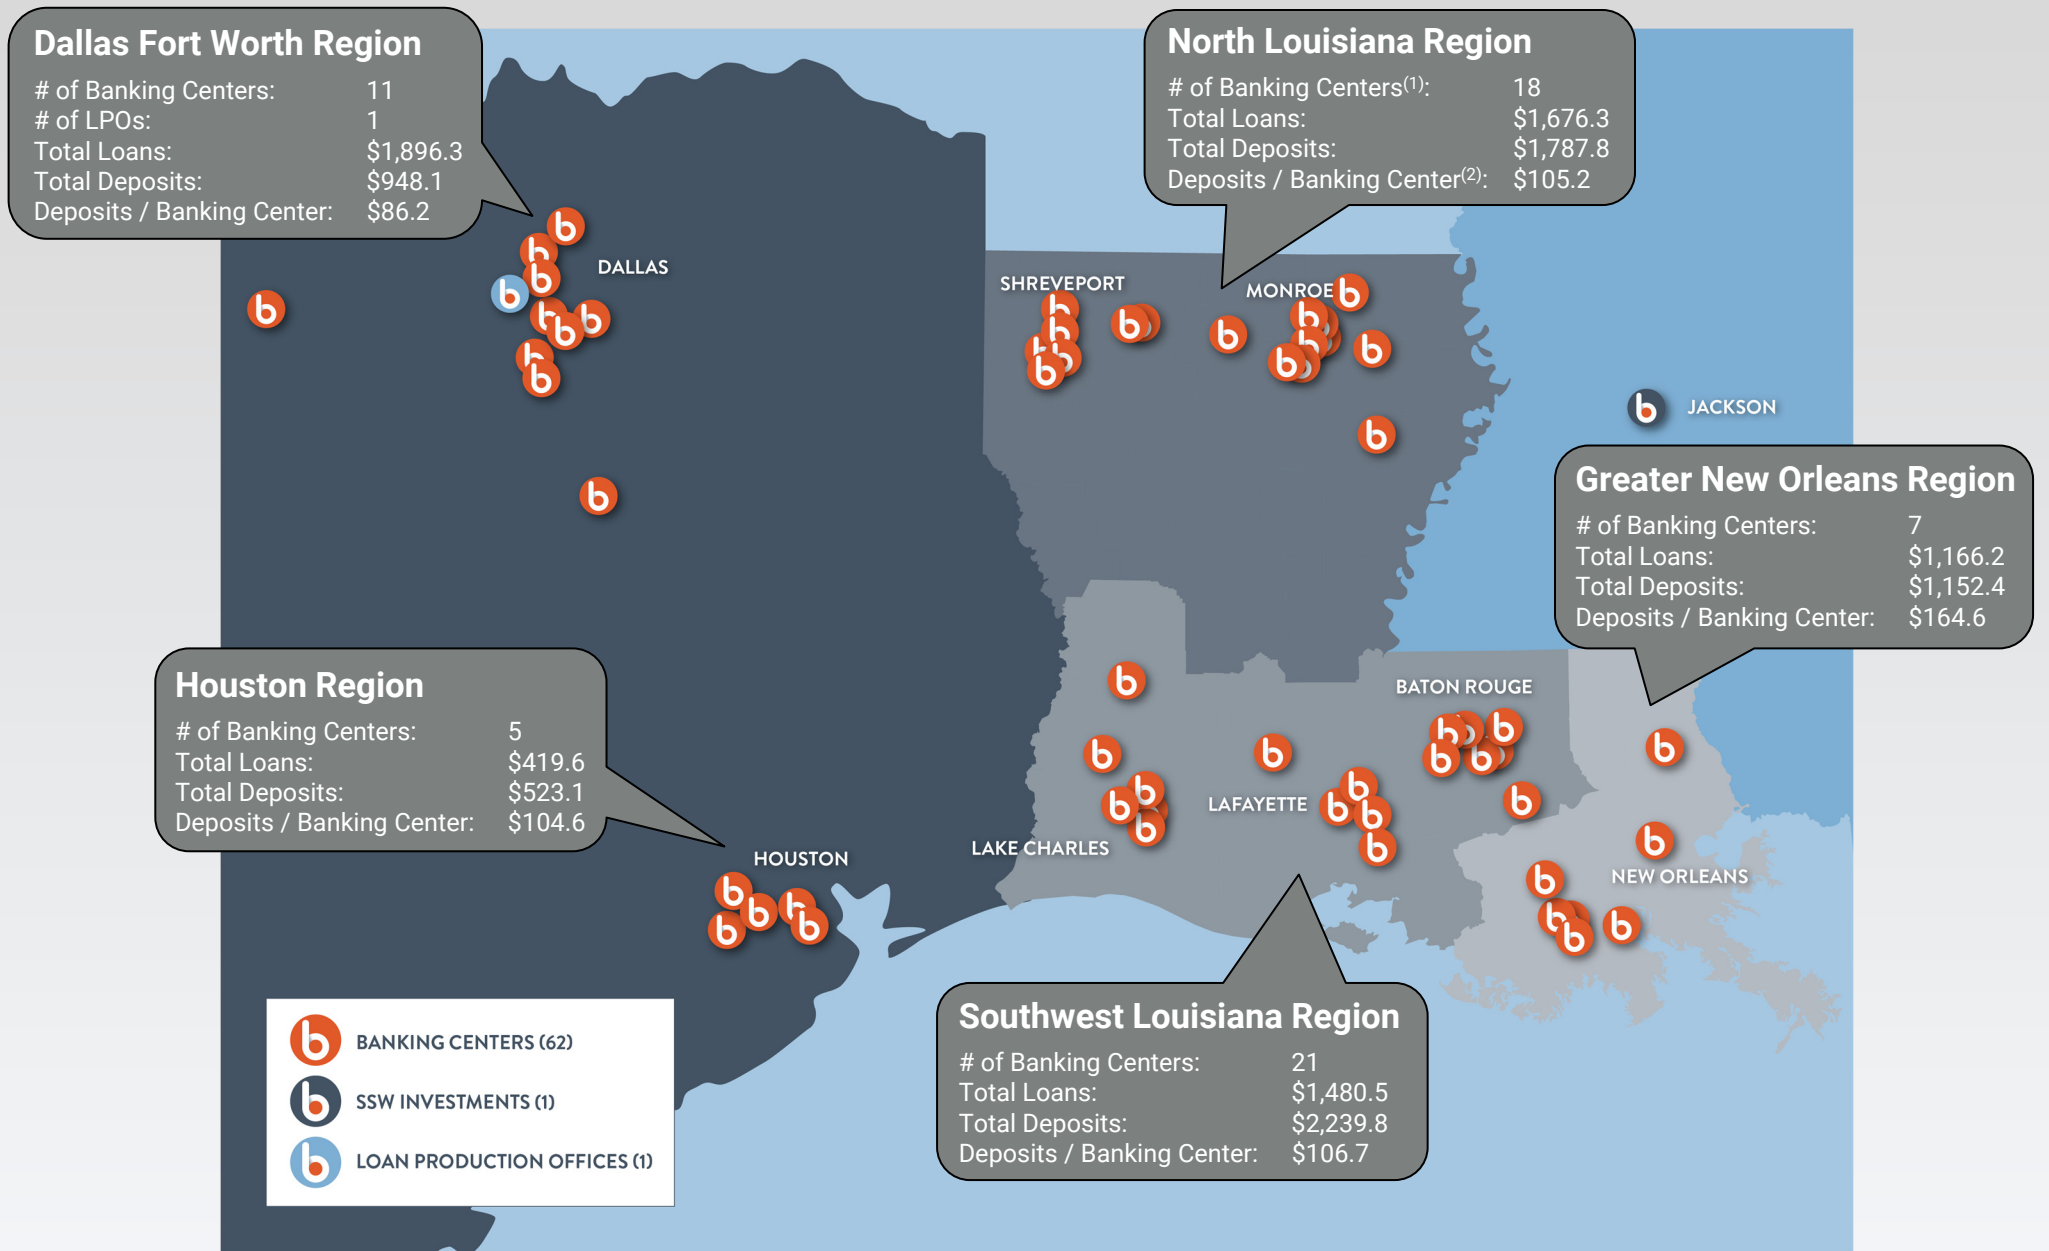 Dallas Fort Worth Region
# of Banking Centers: 11
# of LPOs: 1
Total Loans: $1,896.3
Total Deposits: $948.1
Deposits / Banking Center: $86.2
North Louisiana Region
# of Banking Centers(1): 18
Total Loans: $1,676.3
Total Deposits: $1,787.8
Deposits / Banking Center(2): $105.2
DALLAS
SHREVEPORT
MONROE
JACKSON
Greater New Orleans Region
# of Banking Centers: 7
Total Loans: $1,166.2
Total Deposits: $1,152.4
Deposits / Banking Center: $164.6
Houston Region
# of Banking Centers: 5
Total Loans: $419.6
Total Deposits: $523.1
Deposits / Banking Center: $104.6
BATON ROUGE
LAFAYETTE
LAKE CHARLES
HOUSTON
NEW ORLEANS
Southwest Louisiana Region
# of Banking Centers: 21
Total Loans: $1,480.5
Total Deposits: $2,239.8
Deposits / Banking Center: $106.7
BANKING CENTERS (62)
SSW INVESTMENTS (1)
LOAN PRODUCTION OFFICES (1)